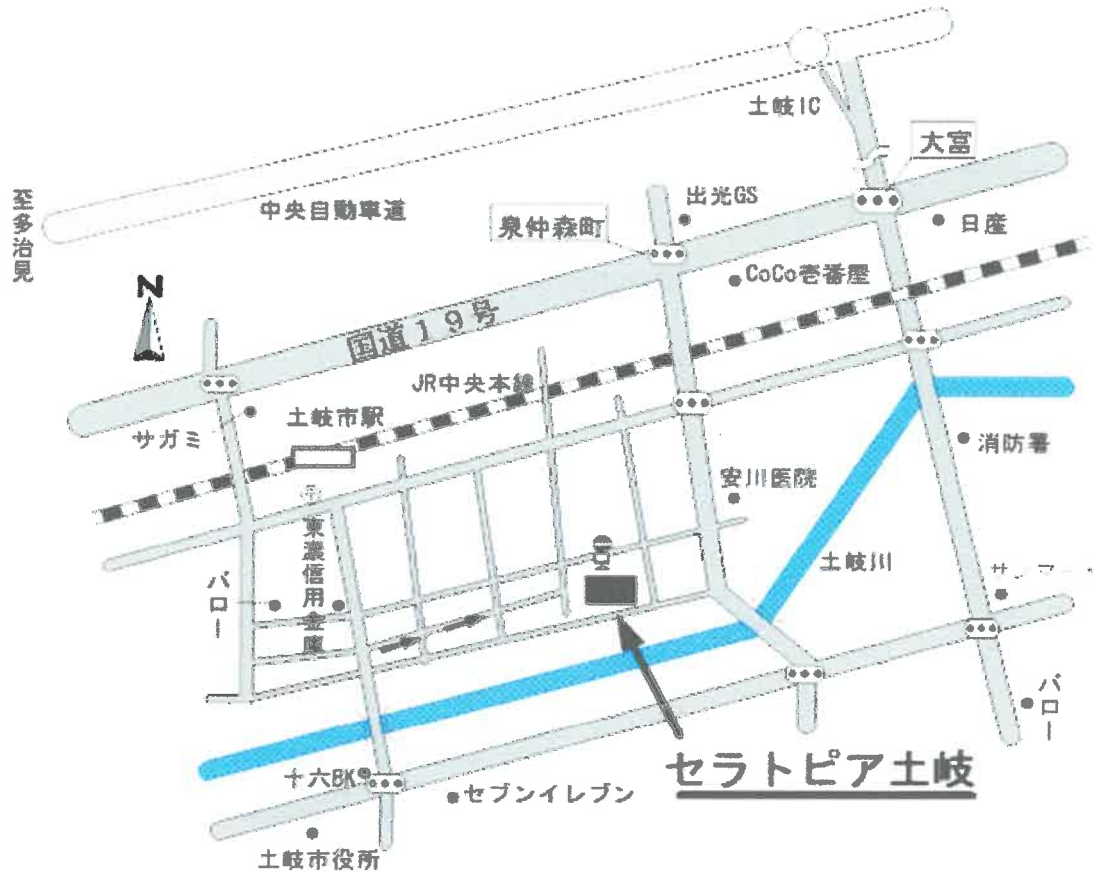 土岐IC
大富
至多治見
中央自動車道
出光GS
泉仲森町
日産
CoCo壱番屋
N
国道19号
JR中央本線
土岐市駅
サガミ
消防署
安川医院
東濃信用金庫
土岐川
バロー
バロー
セラトピア土岐
十六BK
セブンイレブン
土岐市役所